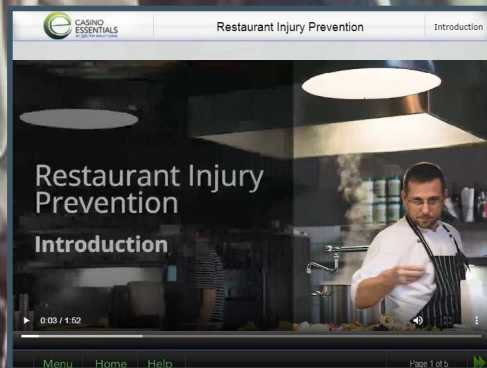 CASINO
ESSENTIALS
Restaurant Injury Prevention
Introduction
Restaurant Injury
Prevention
Introduction
0:03 / 1:52
Menu
Home
Help
Page 1 of 5